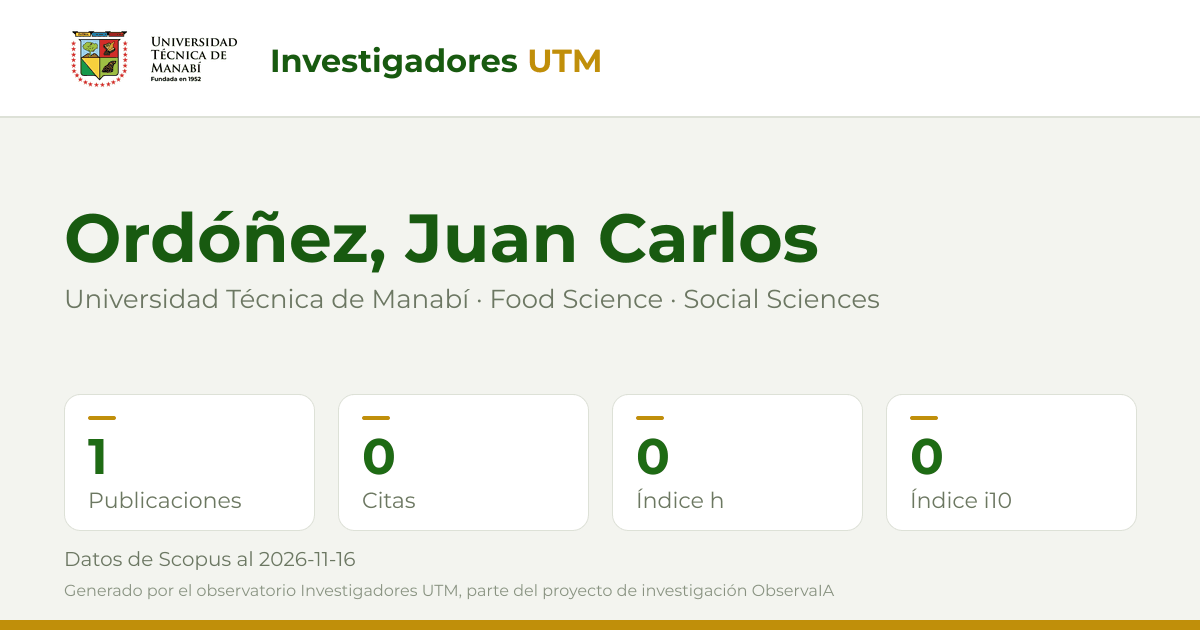 UNIVERSIDAD
TÉCNICA DE
MANABÍ
Fundada en 1952
Investigadores UTM
Ordóñez, Juan Carlos
Universidad Técnica de Manabí · Food Science · Social Sciences
1
Publicaciones
0
Citas
0
Índice h
0
Índice i10
Datos de Scopus al 2026-11-16
Generado por el observatorio Investigadores UTM, parte del proyecto de investigación ObservaIA